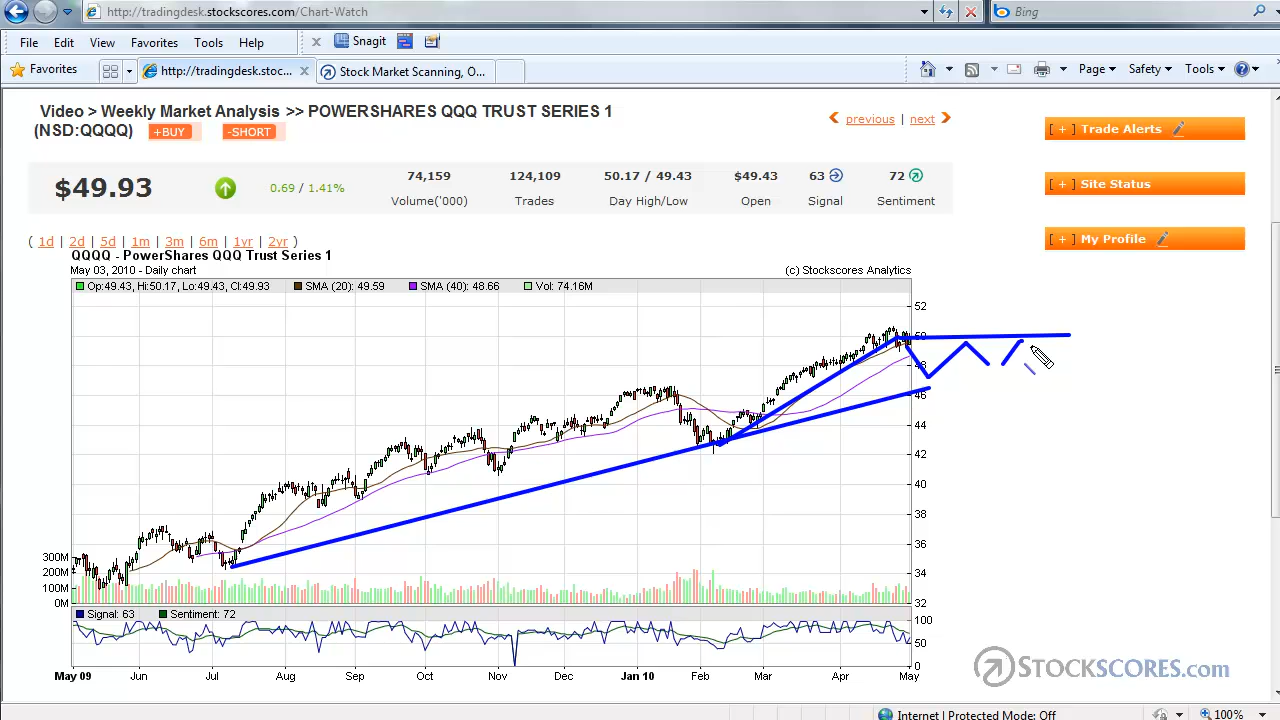 http://tradingdesk.stockscores.com/Chart-Watch
Bing
File Edit View Favorites Tools Help
Snagit
Favorites
http://tradingdesk.stoc...
Stock Market Scanning, O...
Page Safety Tools
Video > Weekly Market Analysis >> POWERSHARES QQQ TRUST SERIES 1
(NSD:QQQQ) +BUY -SHORT
previous | next
[ + ] Trade Alerts
[ + ] Site Status
[ + ] My Profile
$49.93
0.69 / 1.41%
74,159 124,109 50.17 / 49.43 $49.43 63 72
Volume('000) Trades Day High/Low Open Signal Sentiment
( 1d | 2d | 5d | 1m | 3m | 6m | 1yr | 2yr )
QQQQ - PowerShares QQQ Trust Series 1
May 03, 2010 - Daily chart
(c) Stockscores Analytics
Op:49.43, Hi:50.17, Lo:49.43, Cl:49.93 SMA (20): 49.59 SMA (40): 48.66 Vol: 74.16M
52
50
48
46
44
42
40
38
36
34
32
300M
200M
100M
0M
Signal: 63 Sentiment: 72
100
50
0
May 09 Jun Jul Aug Sep Oct Nov Dec Jan 10 Feb Mar Apr May
STOCKSCORES.COM
Internet | Protected Mode: Off
100%